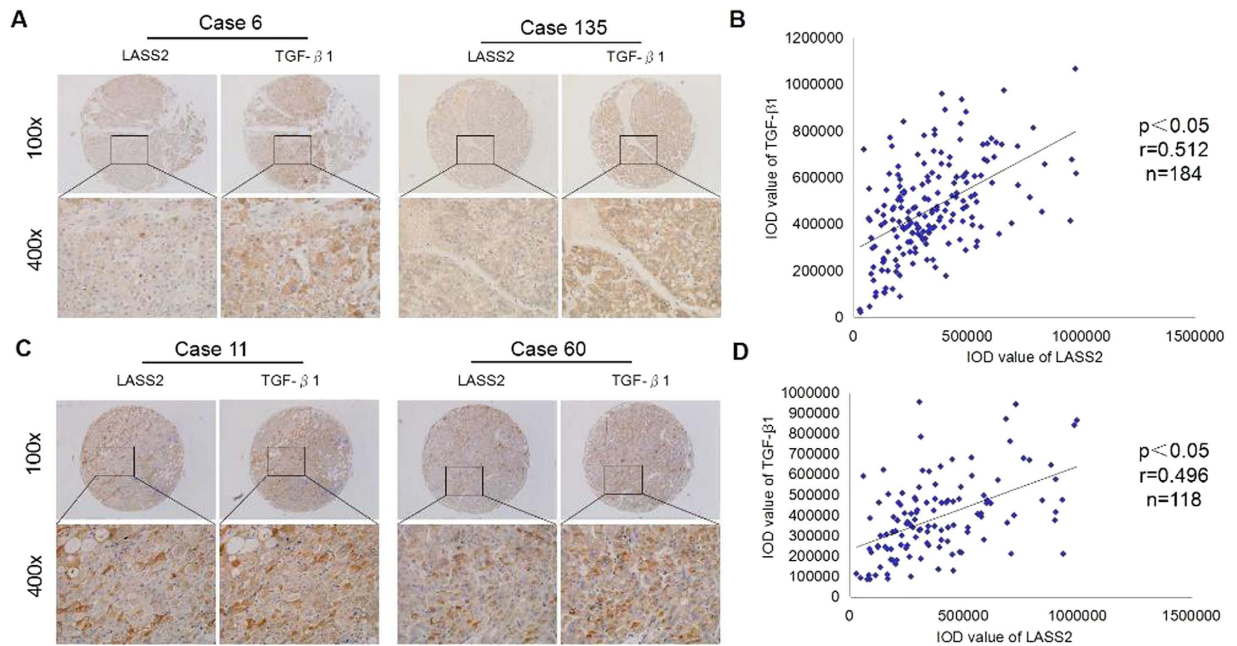 A
Case 6
Case 135
LASS2
TGF-β1
LASS2
TGF-β1
100x
400x
B
1200000
1000000
800000
600000
400000
200000
0
0
5000000
1000000
1500000
IOD value of TGF-β1
IOD value of LASS2
p<0.05
r=0.512
n=184
C
Case 11
Case 60
LASS2
TGF-β1
LASS2
TGF-β1
100x
400x
D
1000000
900000
800000
700000
600000
500000
400000
300000
200000
100000
0
0
5000000
1000000
1500000
IOD value of TGF-β1
IOD value of LASS2
p<0.05
r=0.496
n=118